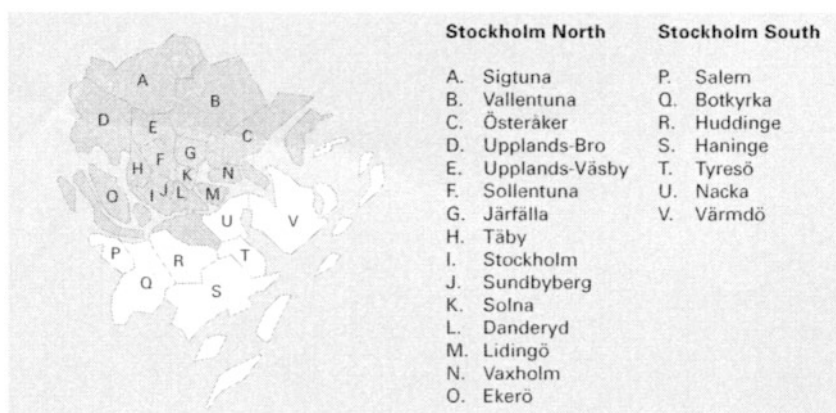 Stockholm North
A. Sigtuna
B. Vallentuna
C. Österåker
D. Upplands-Bro
E. Upplands-Väsby
F. Sollentuna
G. Järfälla
H. Täby
I. Stockholm
J. Sundbyberg
K. Solna
L. Danderyd
M. Lidingö
N. Vaxholm
O. Ekerö
Stockholm South
P. Salem
Q. Botkyrka
R. Huddinge
S. Haninge
T. Tyresö
U. Nacka
V. Värmdö
A
B
D
E
C
F
G
H
K
N
O
I
J
L
M
U
V
P
R
T
Q
S